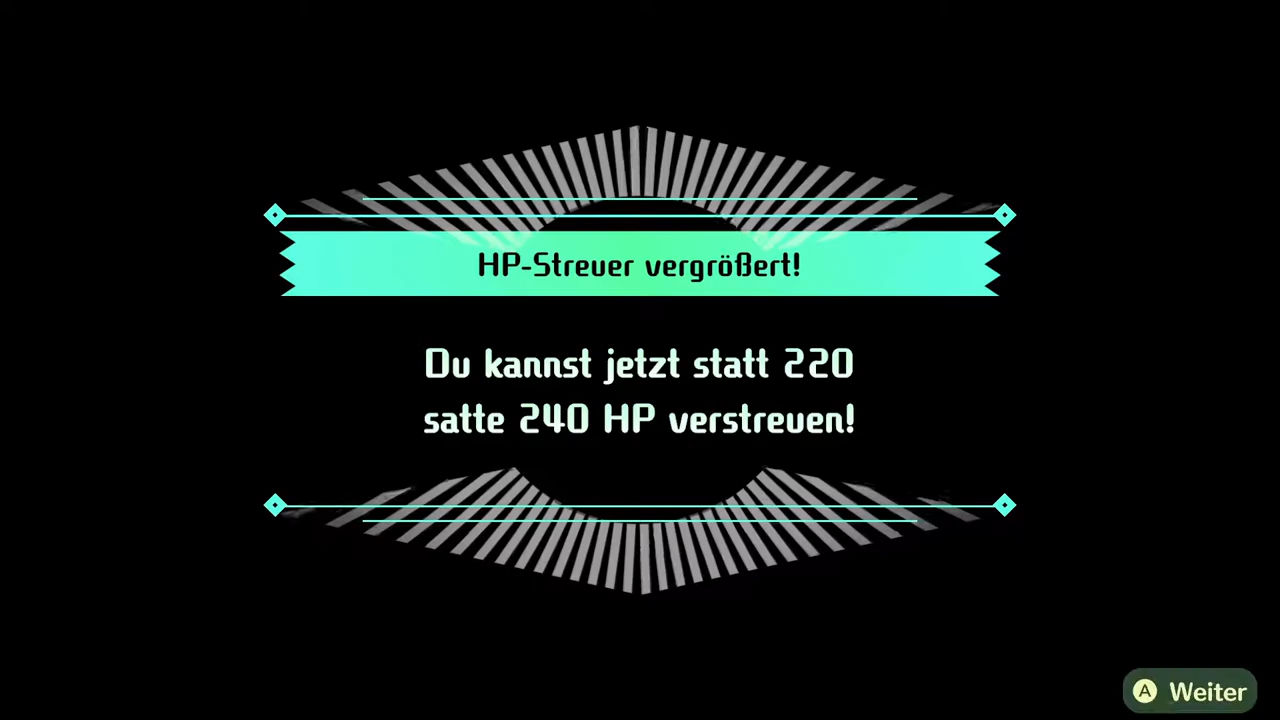 HP-Streuer vergrößert!
Du kannst jetzt statt 220
satte 240 HP verstreuen!
A Weiter